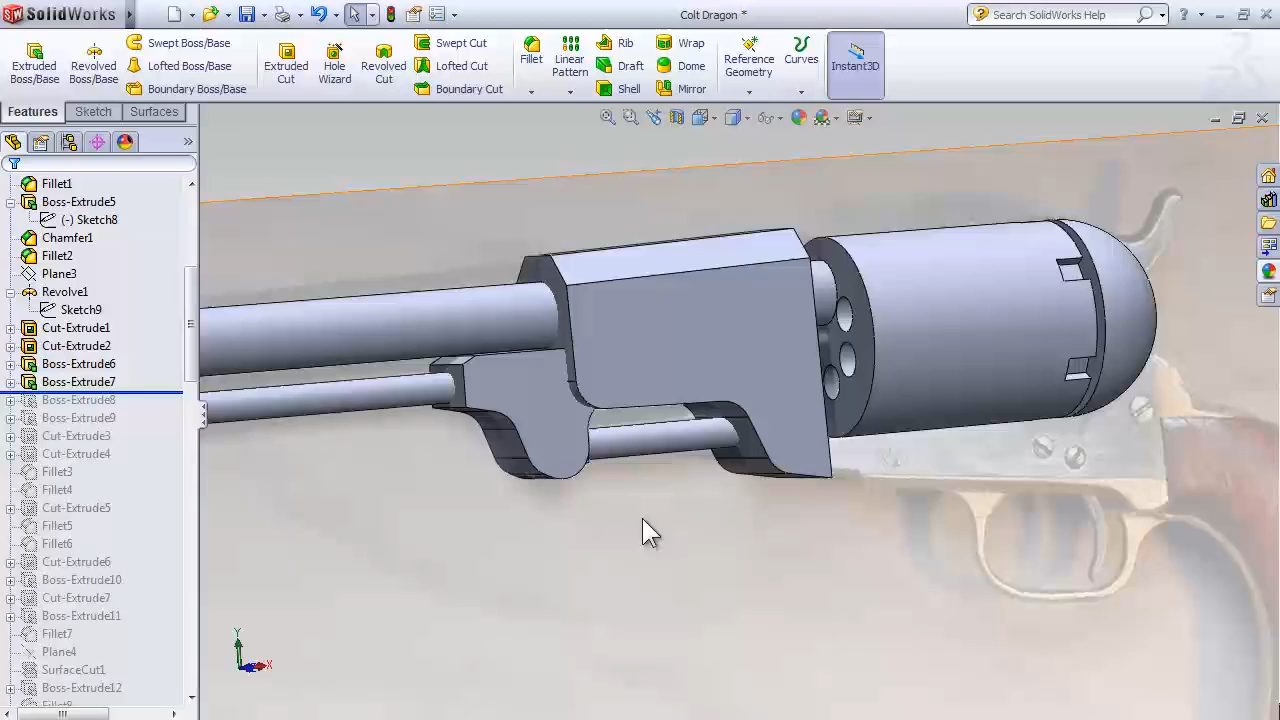 SolidWorks
Colt Dragon *
Search SolidWorks Help
Extruded Boss/Base
Revolved Boss/Base
Swept Boss/Base
Lofted Boss/Base
Boundary Boss/Base
Extruded Cut
Hole Wizard
Revolved Cut
Swept Cut
Lofted Cut
Boundary Cut
Fillet
Linear Pattern
Rib
Draft
Shell
Wrap
Dome
Mirror
Reference Geometry
Curves
Instant3D
Features
Sketch
Surfaces
Fillet1
Boss-Extrude5
(-) Sketch8
Chamfer1
Fillet2
Plane3
Revolve1
Sketch9
Cut-Extrude1
Cut-Extrude2
Boss-Extrude6
Boss-Extrude7
Boss-Extrude8
Boss-Extrude9
Cut-Extrude3
Cut-Extrude4
Fillet3
Fillet4
Cut-Extrude5
Fillet5
Fillet6
Cut-Extrude6
Boss-Extrude10
Cut-Extrude7
Boss-Extrude11
Fillet7
Plane4
SurfaceCut1
Boss-Extrude12
Y
X